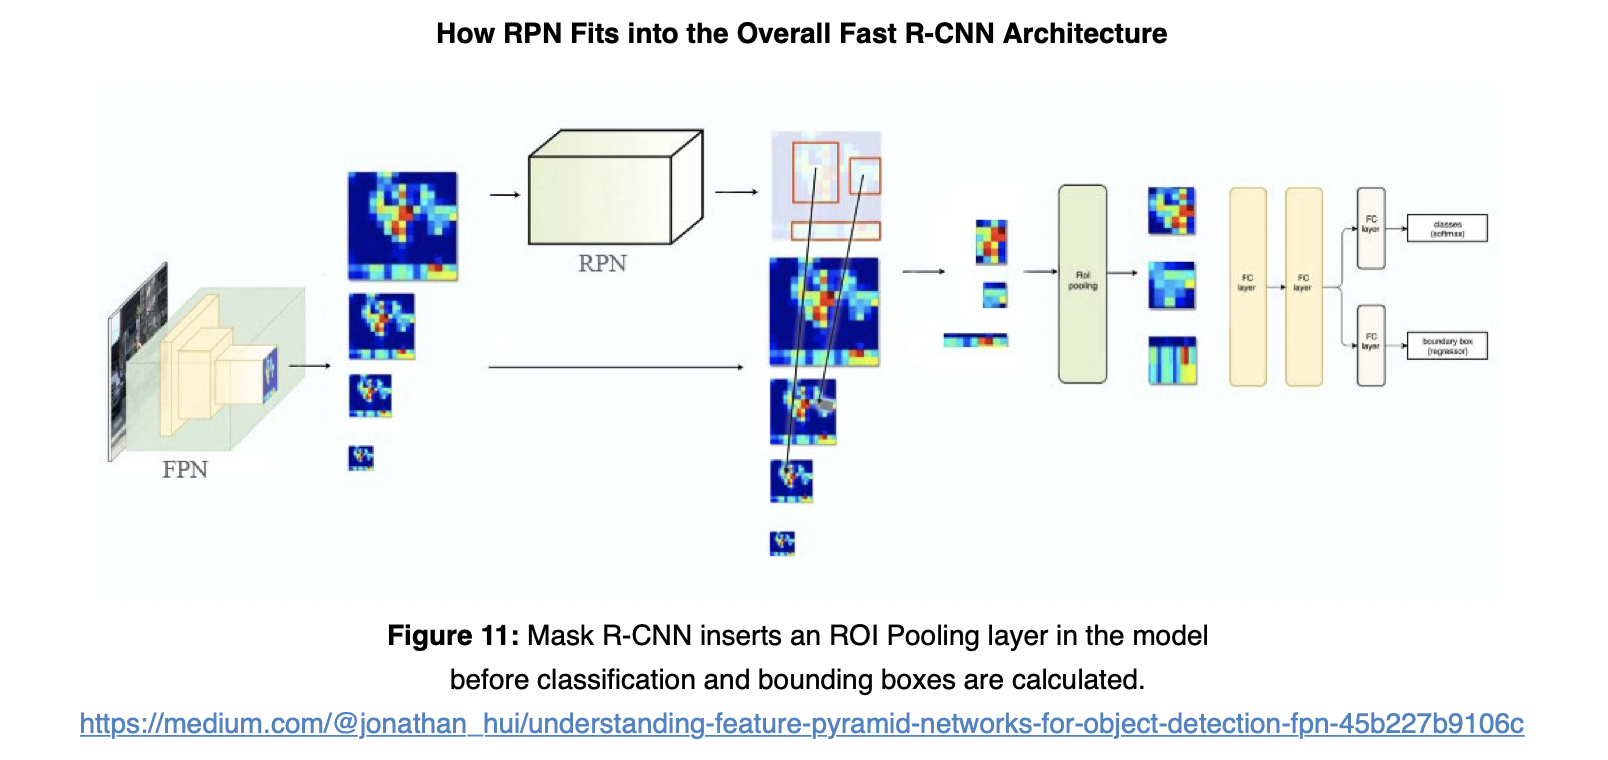 How RPN Fits into the Overall Fast R-CNN Architecture
RPN
FPN
RoI
pooling
FC
layer
FC
layer
FC
layer
classes
(softmax)
FC
layer
boundary box
(regressor)
Figure 11: Mask R-CNN inserts an ROI Pooling layer in the model
before classification and bounding boxes are calculated.
https://medium.com/@jonathan_hui/understanding-feature-pyramid-networks-for-object-detection-fpn-45b227b9106c